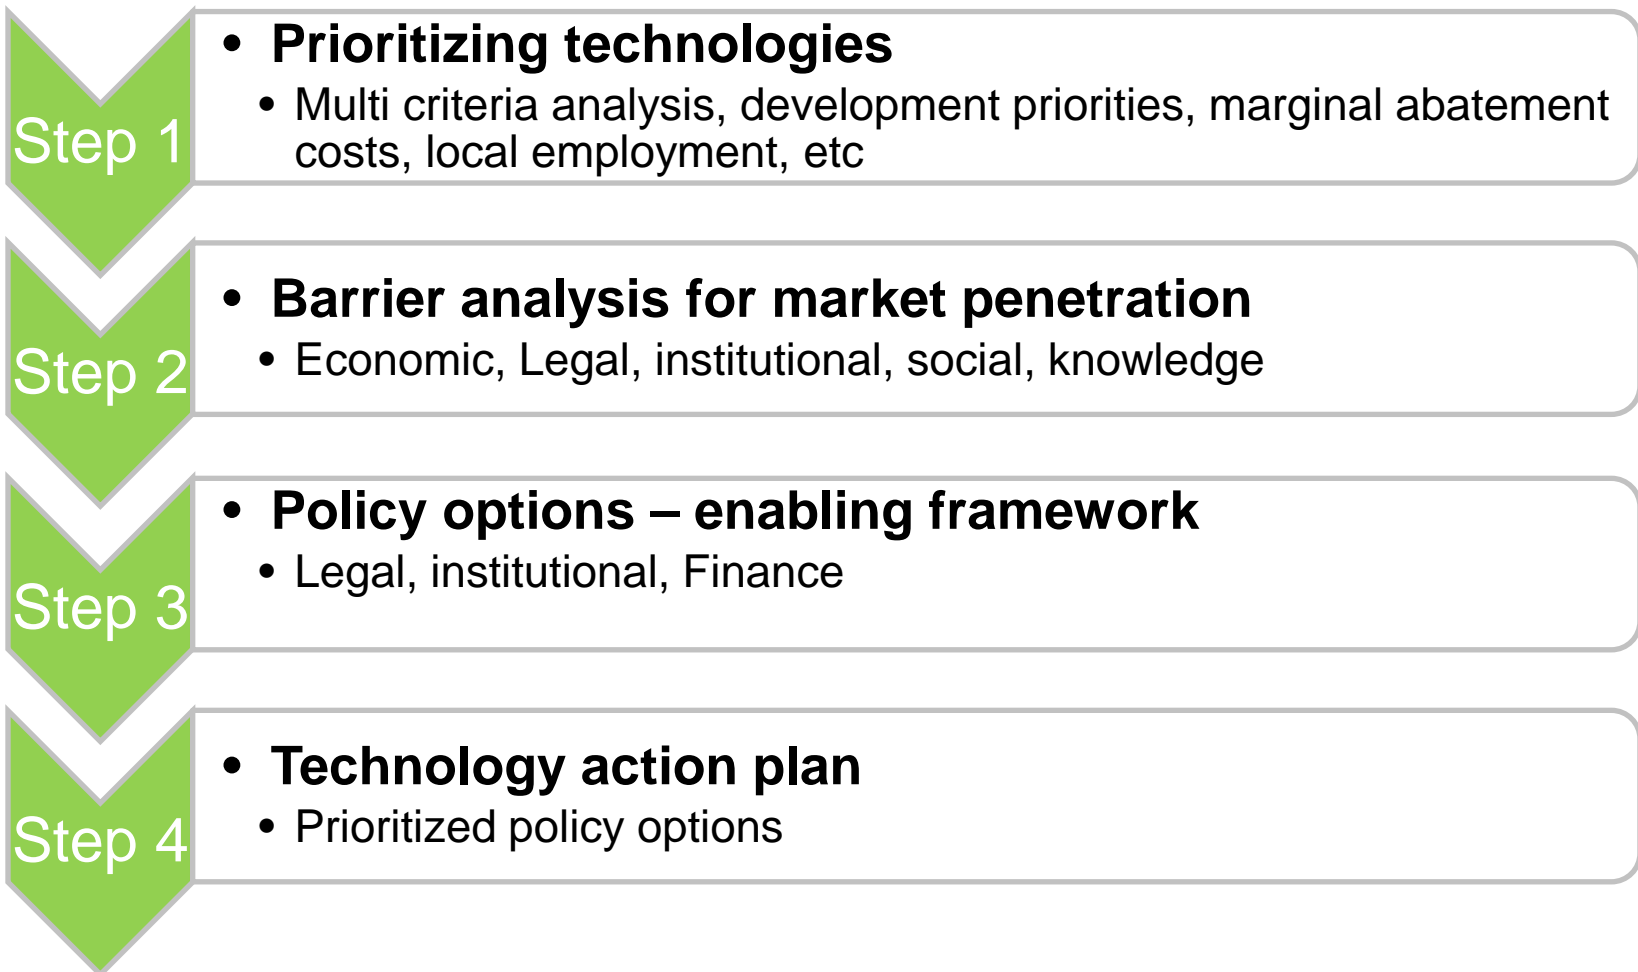 Step 1
• Prioritizing technologies
• Multi criteria analysis, development priorities, marginal abatement
costs, local employment, etc
Step 2
• Barrier analysis for market penetration
• Economic, Legal, institutional, social, knowledge
Step 3
• Policy options – enabling framework
• Legal, institutional, Finance
Step 4
• Technology action plan
• Prioritized policy options